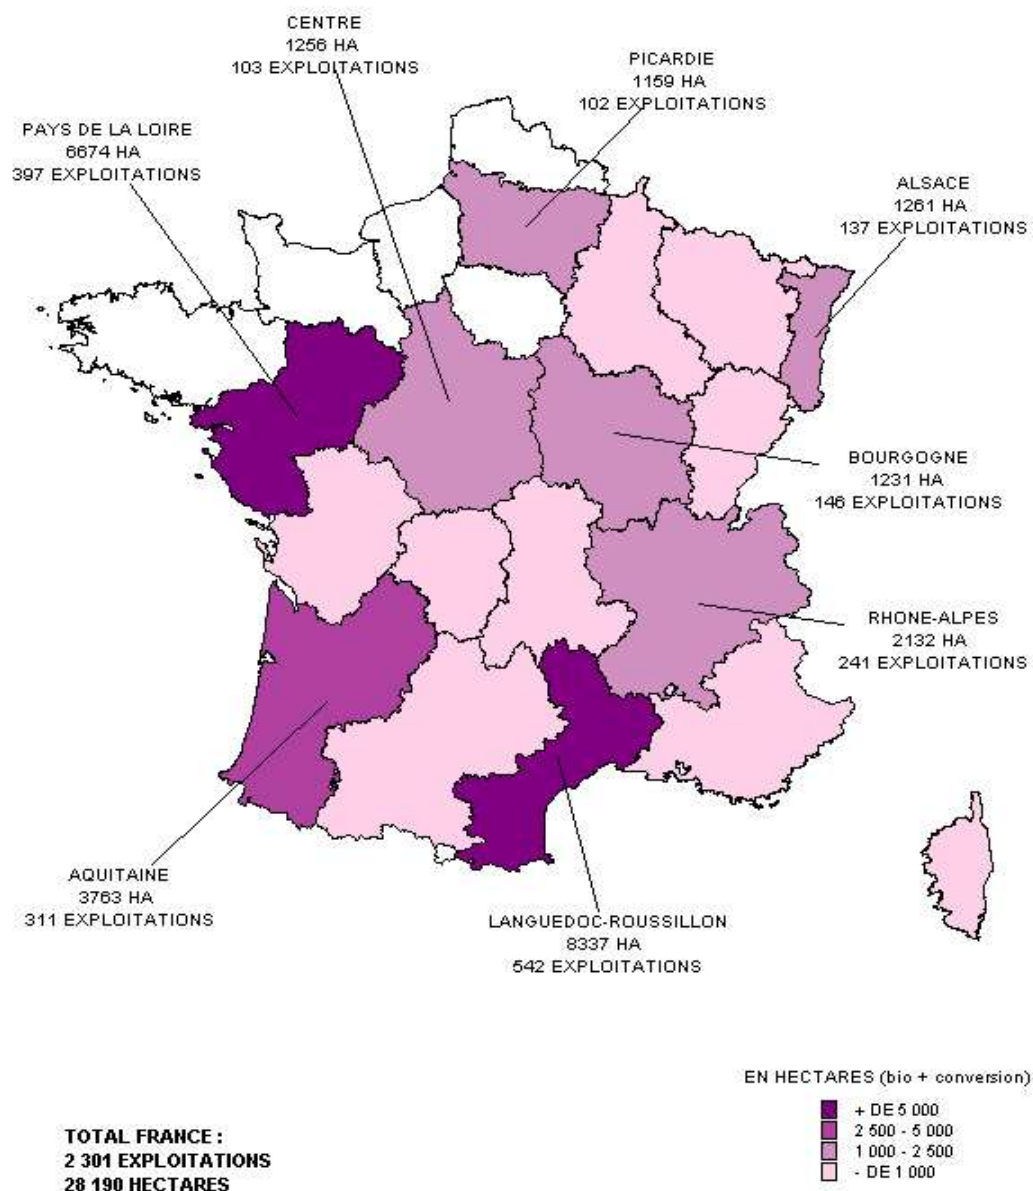 CENTRE
1256 HA
103 EXPLOITATIONS
PICARDIE
1159 HA
102 EXPLOITATIONS
PAYS DE LA LOIRE
6674 HA
397 EXPLOITATIONS
ALSACE
1261 HA
137 EXPLOITATIONS
BOURGOGNE
1231 HA
146 EXPLOITATIONS
RHONE-ALPES
2132 HA
241 EXPLOITATIONS
AQUITAINE
3763 HA
311 EXPLOITATIONS
LANGUEDOC-ROUSSILLON
8337 HA
542 EXPLOITATIONS
EN HECTARES (bio + conversion)
+ DE 5 000
2 500 - 5 000
1 000 - 2 500
- DE 1 000
TOTAL FRANCE :
2 301 EXPLOITATIONS
28 190 HECTARES